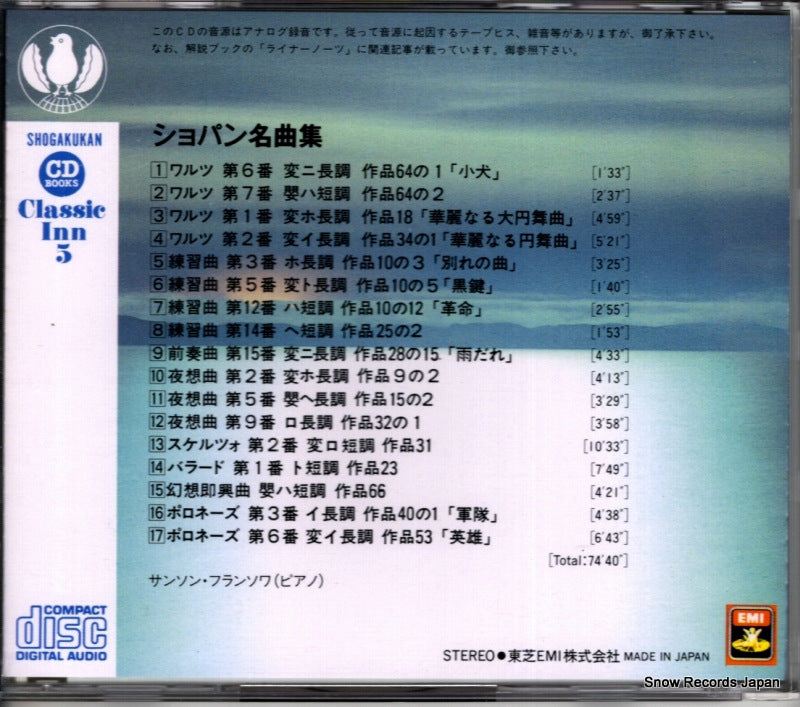 このCDの音源はアナログ録音です。従って音源に起因するテープヒス、雑音等がありますが、御了承下さい。
なお、解説ブックの「ライナーノーツ」に関連記事が載っています。御参照下さい。
SHOGAKUKAN
CD
BOOKS
Classic
Inn
5
ショパン名曲集
1 ワルツ 第6番 変ニ長調 作品64の1「小犬」 [1'33"]
2 ワルツ 第7番 嬰ハ短調 作品64の2 [2'37"]
3 ワルツ 第1番 変ホ長調 作品18「華麗なる大円舞曲」 [4'59"]
4 ワルツ 第2番 変イ長調 作品34の1「華麗なる円舞曲」 [5'21"]
5 練習曲 第3番 ホ長調 作品10の3「別れの曲」 [3'25"]
6 練習曲 第5番 変ト長調 作品10の5「黒鍵」 [1'40"]
7 練習曲 第12番 ハ短調 作品10の12「革命」 [2'55"]
8 練習曲 第14番 ヘ短調 作品25の2 [1'53"]
9 前奏曲 第15番 変ニ長調 作品28の15「雨だれ」 [4'33"]
10 夜想曲 第2番 変ホ長調 作品9の2 [4'13"]
11 夜想曲 第5番 嬰ヘ長調 作品15の2 [3'29"]
12 夜想曲 第9番 ロ長調 作品32の1 [3'58"]
13 スケルツォ 第2番 変ロ短調 作品31 [10'33"]
14 バラード 第1番 ト短調 作品23 [7'49"]
15 幻想即興曲 嬰ハ短調 作品66 [4'21"]
16 ポロネーズ 第3番 イ長調 作品40の1「軍隊」 [4'38"]
17 ポロネーズ 第6番 変イ長調 作品53「英雄」 [6'43"]
[Total:74'40"]
サンソン・フランソワ(ピアノ)
COMPACT
disc
DIGITAL AUDIO
STEREO●東芝EMI株式会社 MADE IN JAPAN
EMI
Snow Records Japan